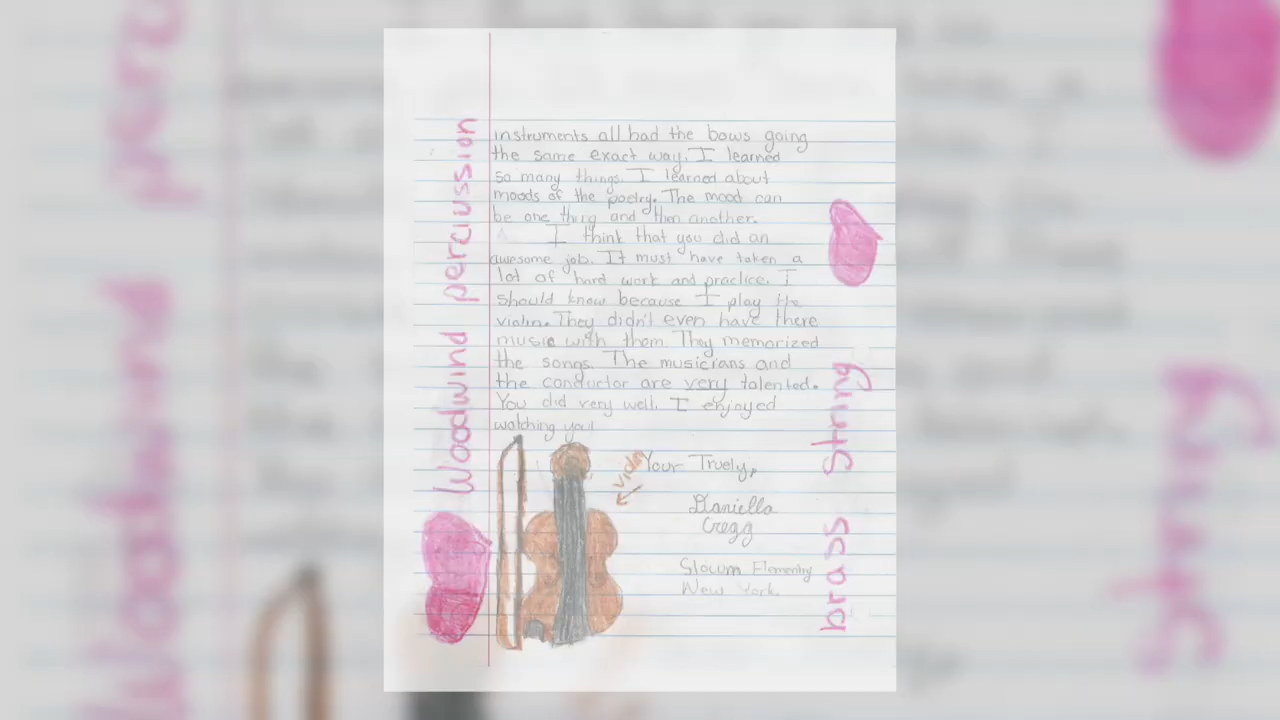 instruments all had the bows going
the same exact way. I learned
so many things. I learned about
moods of the poetry. The mood can
be one thing and then another.
I think that you did an
awesome job. It must have taken a
lot of hard work and practice. I
should know because I play the
violin. They didn't even have there
music with them. They memorized
the songs. The musicians and
the conductor are very talented.
You did very well. I enjoyed
watching you!
Your Truely,
Daniella
Cregg
Slocum Elementry
New York.
violin
Woodwind perciussion
brass String